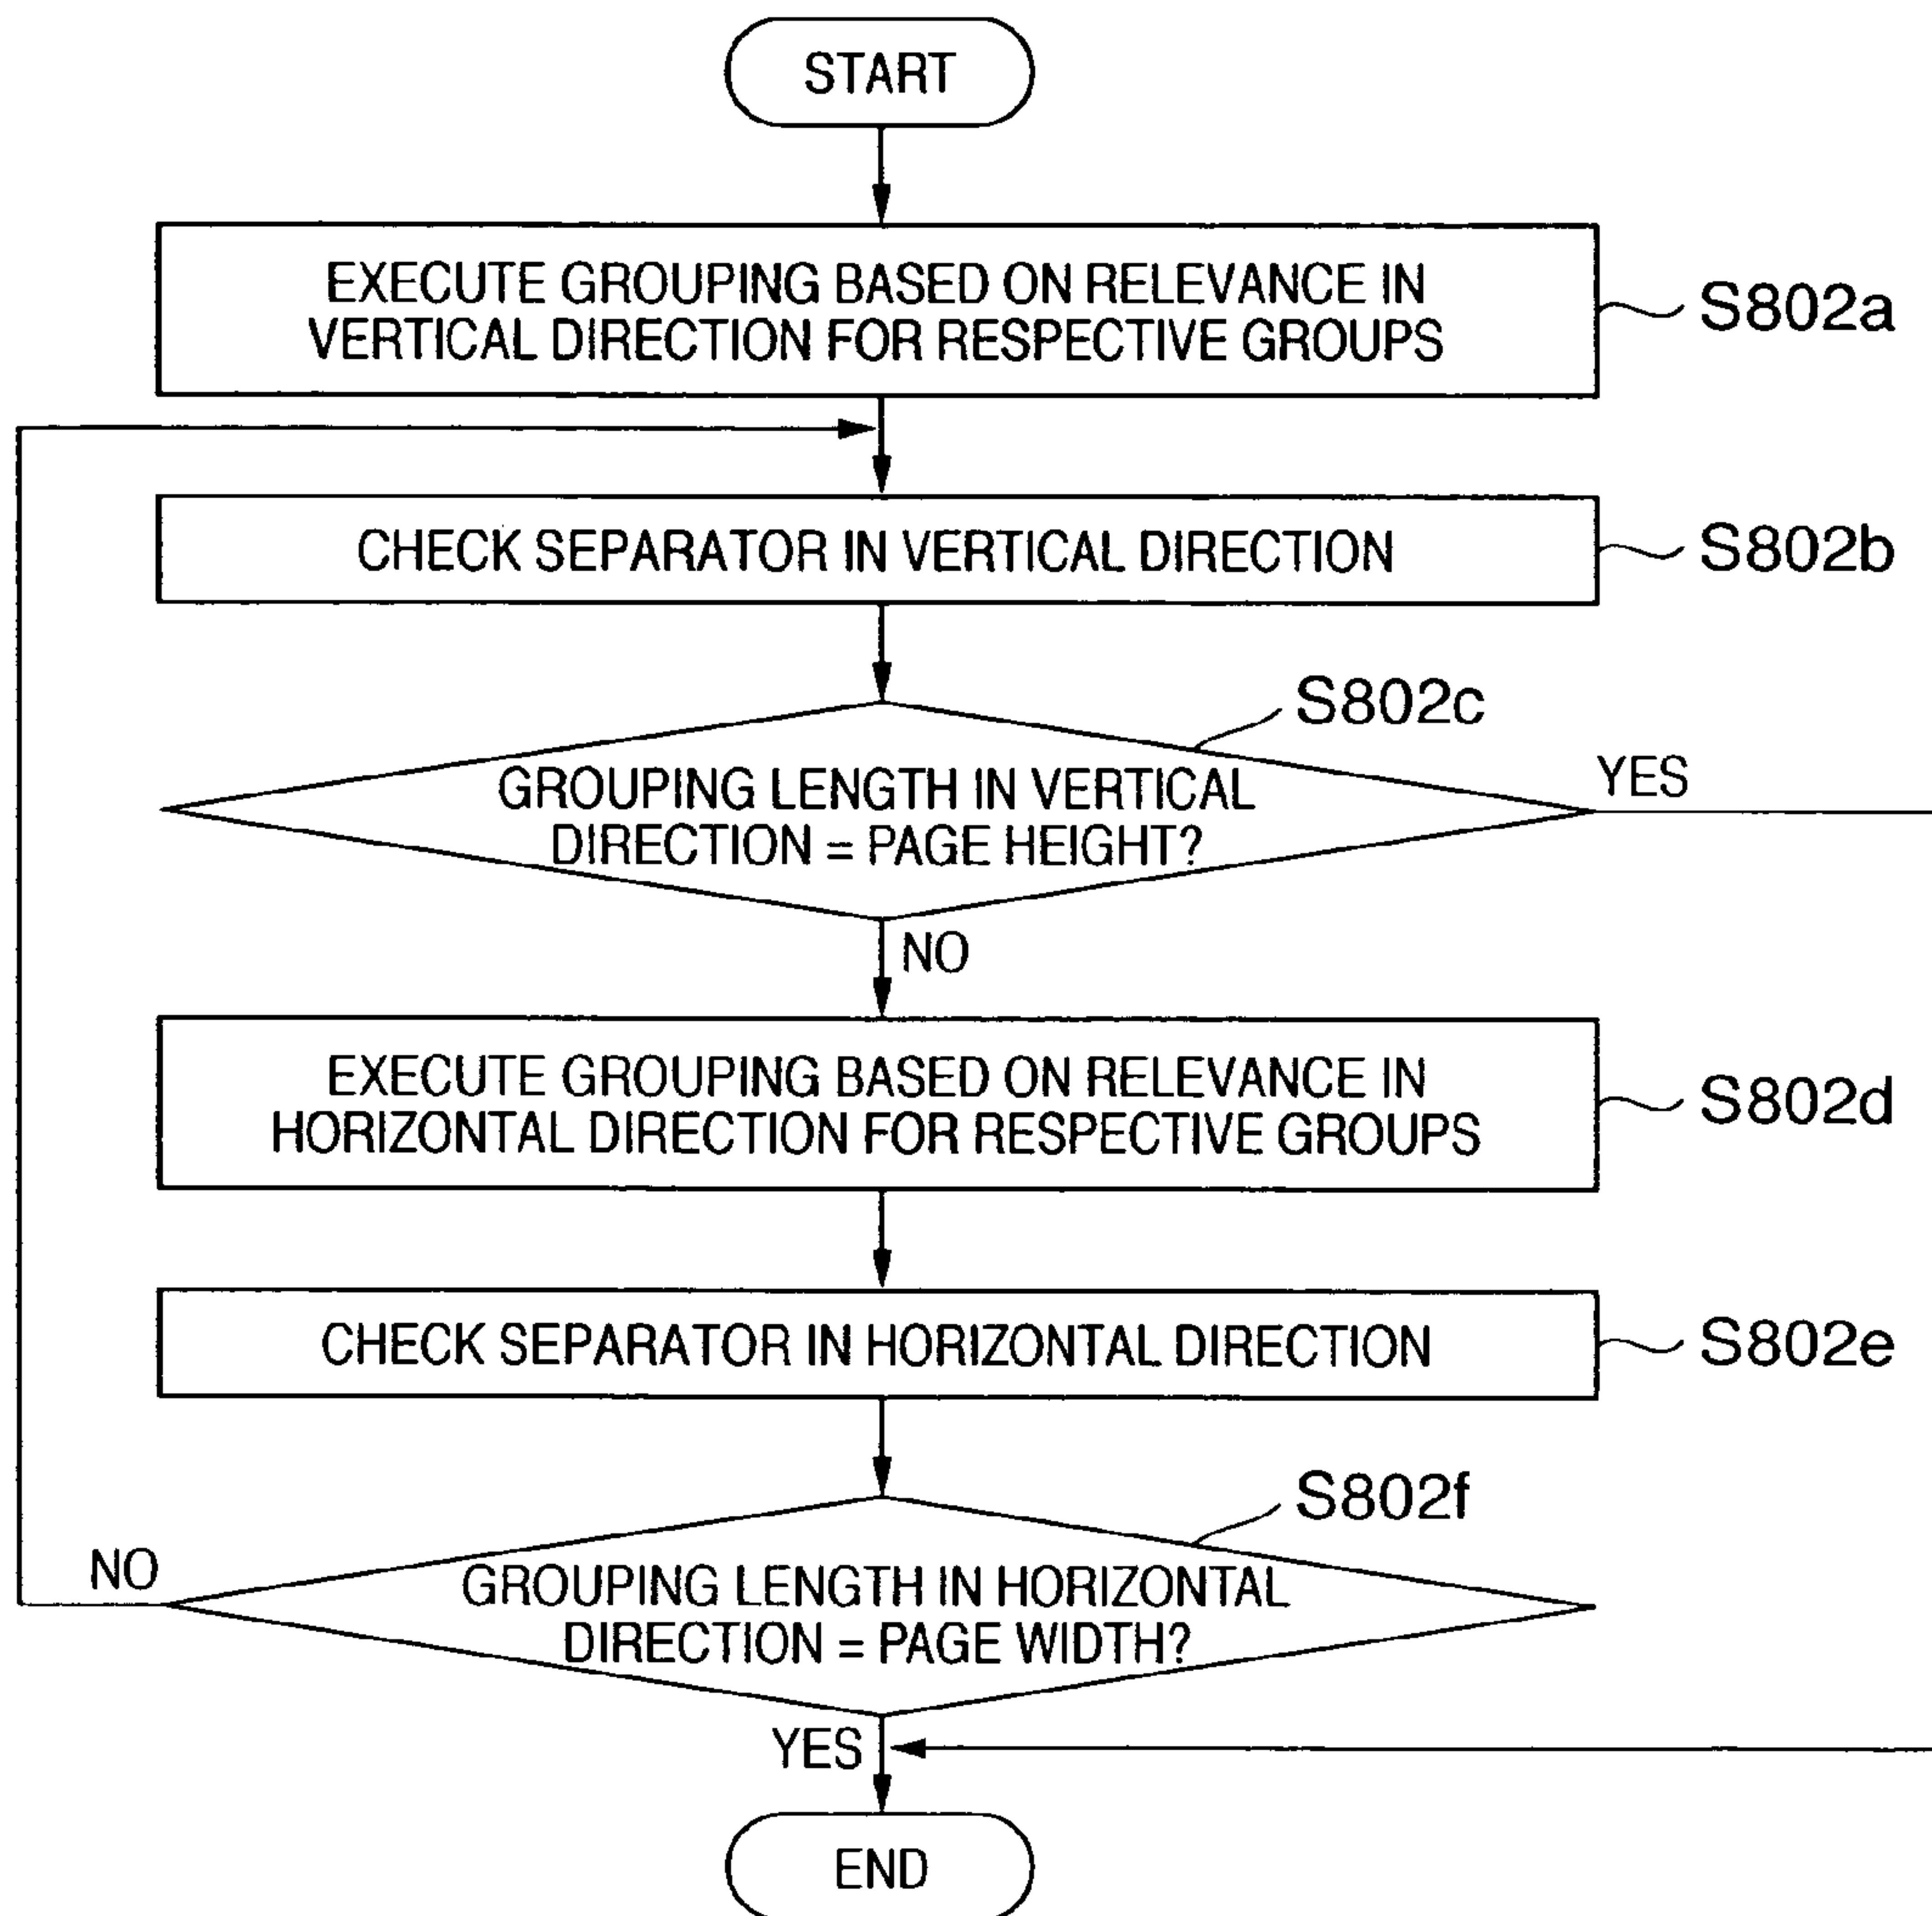 START
EXECUTE GROUPING BASED ON RELEVANCE IN
VERTICAL DIRECTION FOR RESPECTIVE GROUPS
S802a
CHECK SEPARATOR IN VERTICAL DIRECTION
S802b
S802c
GROUPING LENGTH IN VERTICAL
DIRECTION = PAGE HEIGHT?
YES
NO
EXECUTE GROUPING BASED ON RELEVANCE IN
HORIZONTAL DIRECTION FOR RESPECTIVE GROUPS
S802d
CHECK SEPARATOR IN HORIZONTAL DIRECTION
S802e
S802f
NO
GROUPING LENGTH IN HORIZONTAL
DIRECTION = PAGE WIDTH?
YES
END